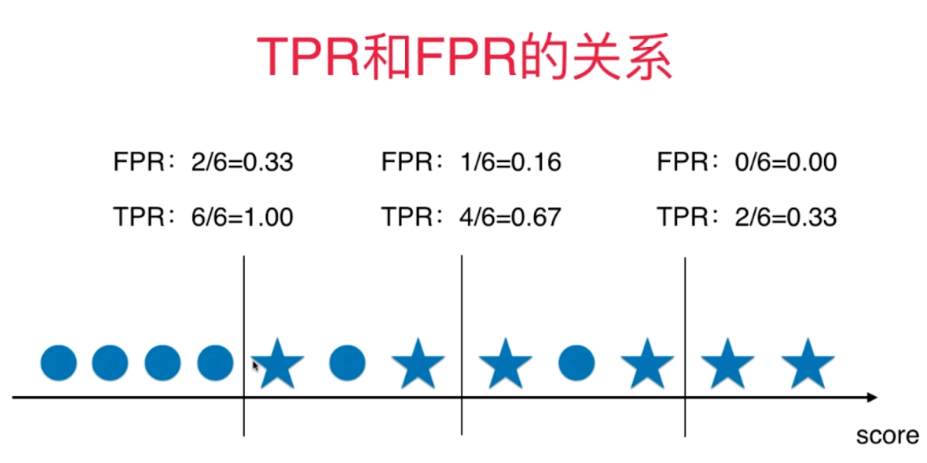 TPR和FPR的关系
FPR：2/6=0.33
FPR：1/6=0.16
FPR：0/6=0.00
TPR：6/6=1.00
TPR：4/6=0.67
TPR：2/6=0.33
score